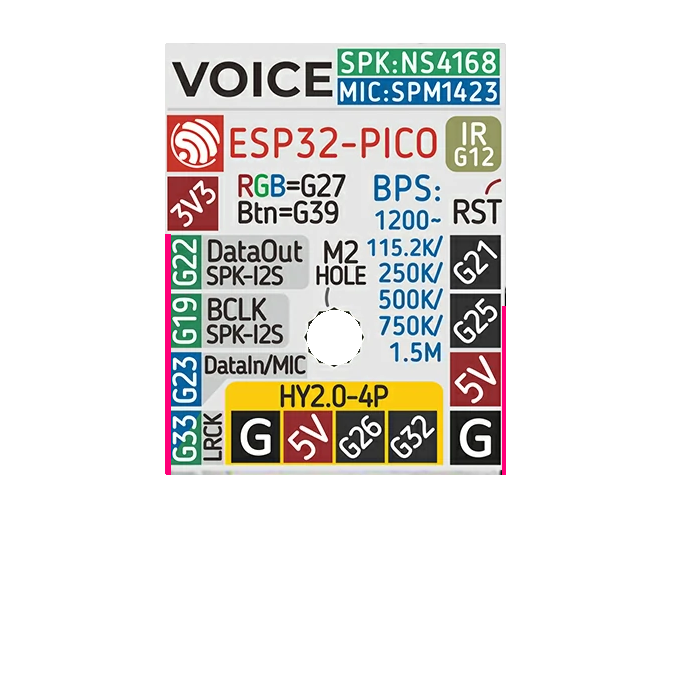 VOICE
SPK:NS4168
MIC:SPM1423
ESP32-PICO
IR
G12
3V3
RGB=G27
Btn=G39
BPS:
1200~
115.2K/
250K/
500K/
750K/
1.5M
RST
G22
DataOut
SPK-I2S
M2
HOLE
G21
G19
BCLK
SPK-I2S
G25
G23
DataIn/MIC
5V
G33
LRCK
HY2.0-4P
G
5V
G26
G32
G